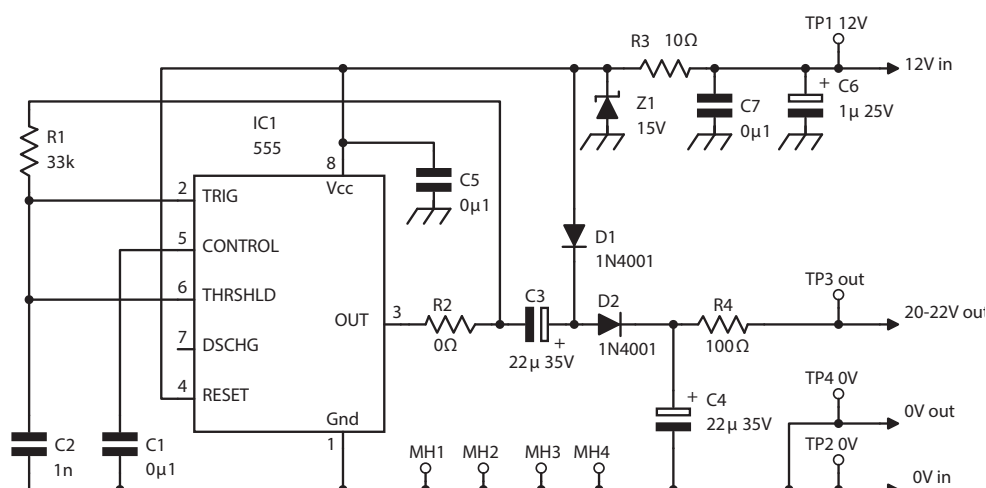 TP1 12V
R3 10Ω
12V in
C6
1µ 25V
C7
0µ1
Z1
15V
R1
33k
IC1
555
8
Vcc
C5
0µ1
2
TRIG
5
CONTROL
6
THRSHLD
7
DSCHG
4
RESET
OUT
3
Gnd
1
R2
0Ω
C3
+
22µ 35V
D1
1N4001
D2
1N4001
R4
100Ω
TP3 out
20-22V out
+
C4
22µ 35V
TP4 0V
0V out
TP2 0V
0V in
C2
1n
C1
0µ1
MH1
MH2
MH3
MH4
+